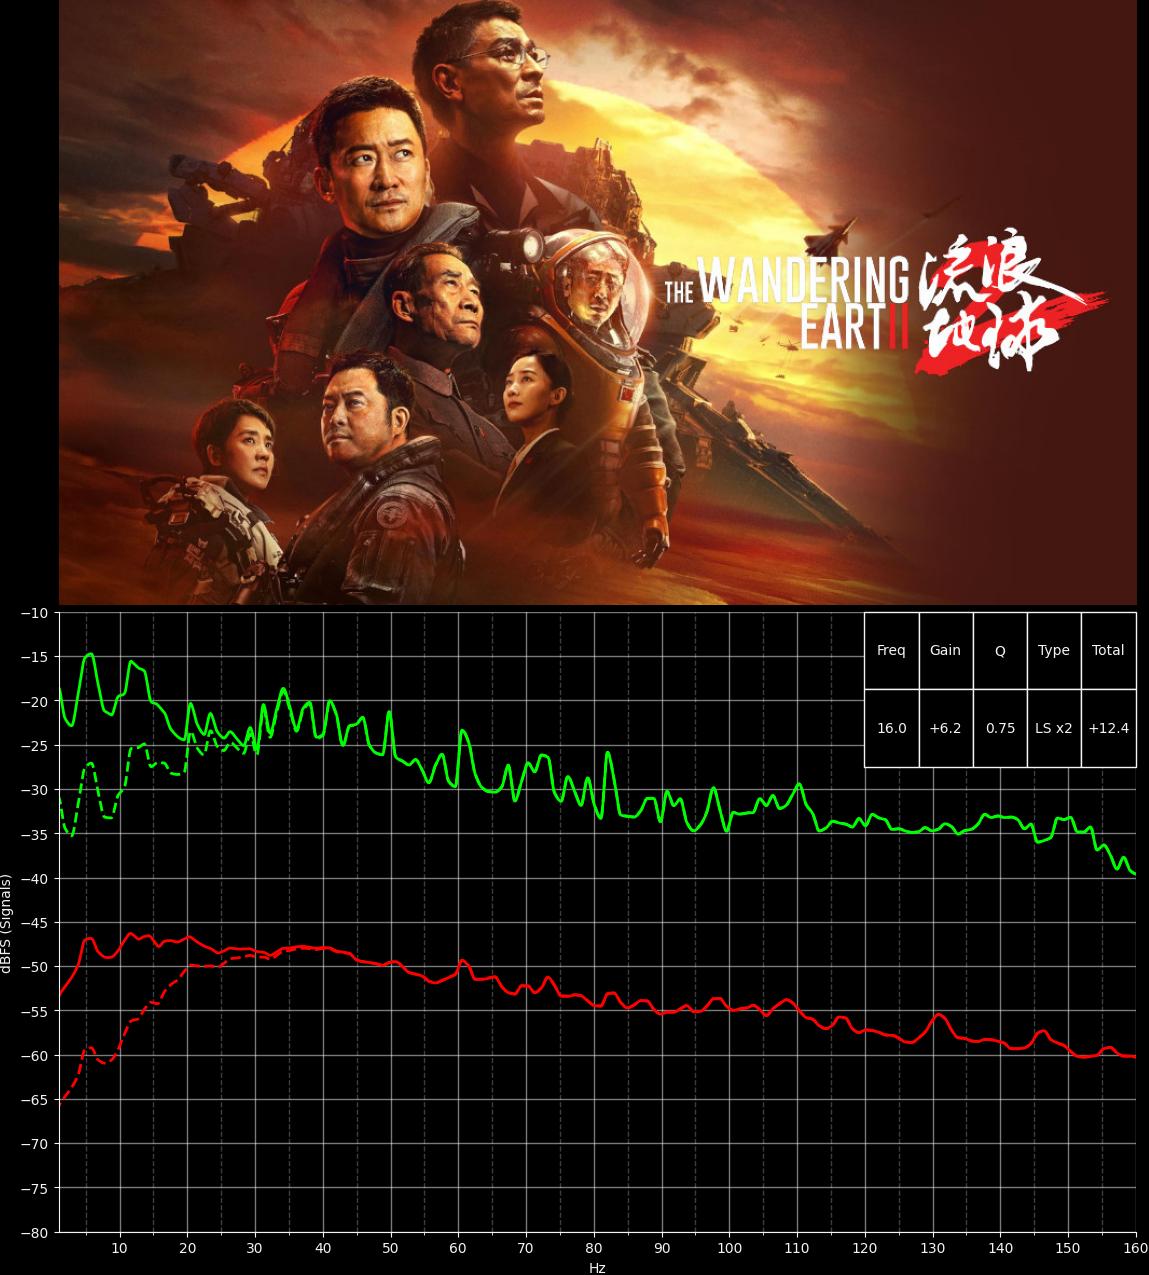 THE WANDERING
EARTII
流浪
地球
Freq Gain Q Type Total
16.0 +6.2 0.75 LS x2 +12.4
dBFS (Signals)
−10
−15
−20
−25
−30
−35
−40
−45
−50
−55
−60
−65
−70
−75
−80
10 20 30 40 50 60 70 80 90 100 110 120 130 140 150 160
Hz